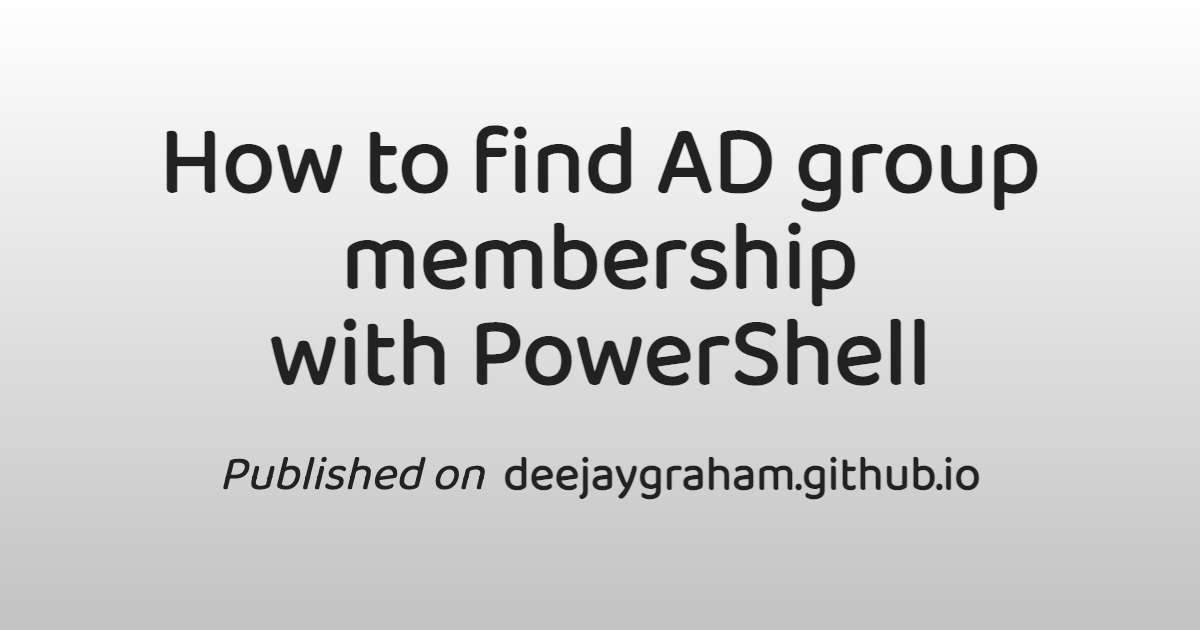 How to find AD group
membership
with PowerShell
Published on deejaygraham.github.io